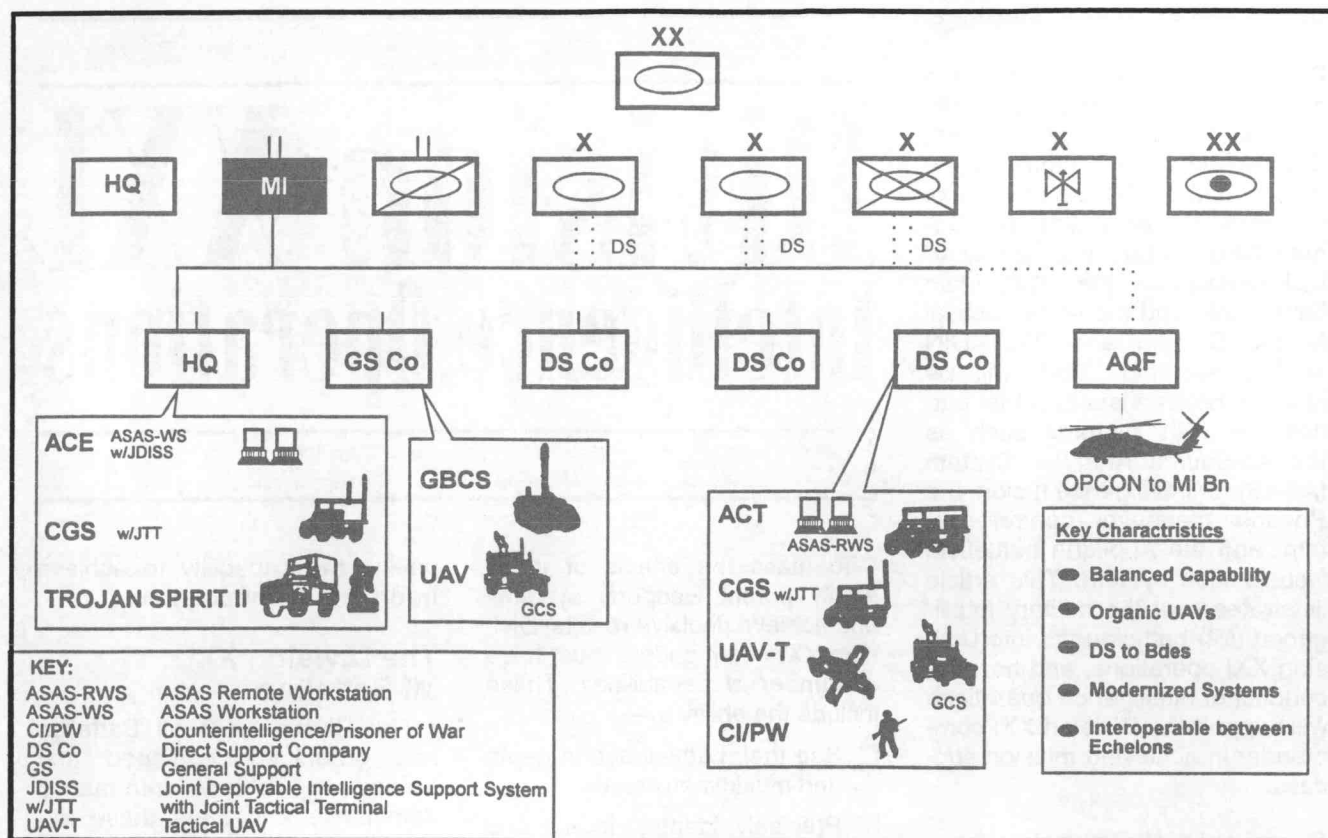 XX
HQ
II
MI
II
X
X
X
X
XX
DS
DS
DS
HQ
GS Co
DS Co
DS Co
DS Co
AQF
OPCON to MI Bn
ACE ASAS-WS
w/JDISS
CGS w/JTT
TROJAN SPIRIT II
GBCS
UAV
GCS
ACT
ASAS-RWS
CGS w/JTT
UAV-T
GCS
CI/PW
Key Charactristics
Balanced Capability
Organic UAVs
DS to Bdes
Modernized Systems
Interoperable between
Echelons
KEY:
ASAS-RWS ASAS Remote Workstation
ASAS-WS ASAS Workstation
CI/PW Counterintelligence/Prisoner of War
DS Co Direct Support Company
GS General Support
JDISS Joint Deployable Intelligence Support System
w/JTT with Joint Tactical Terminal
UAV-T Tactical UAV